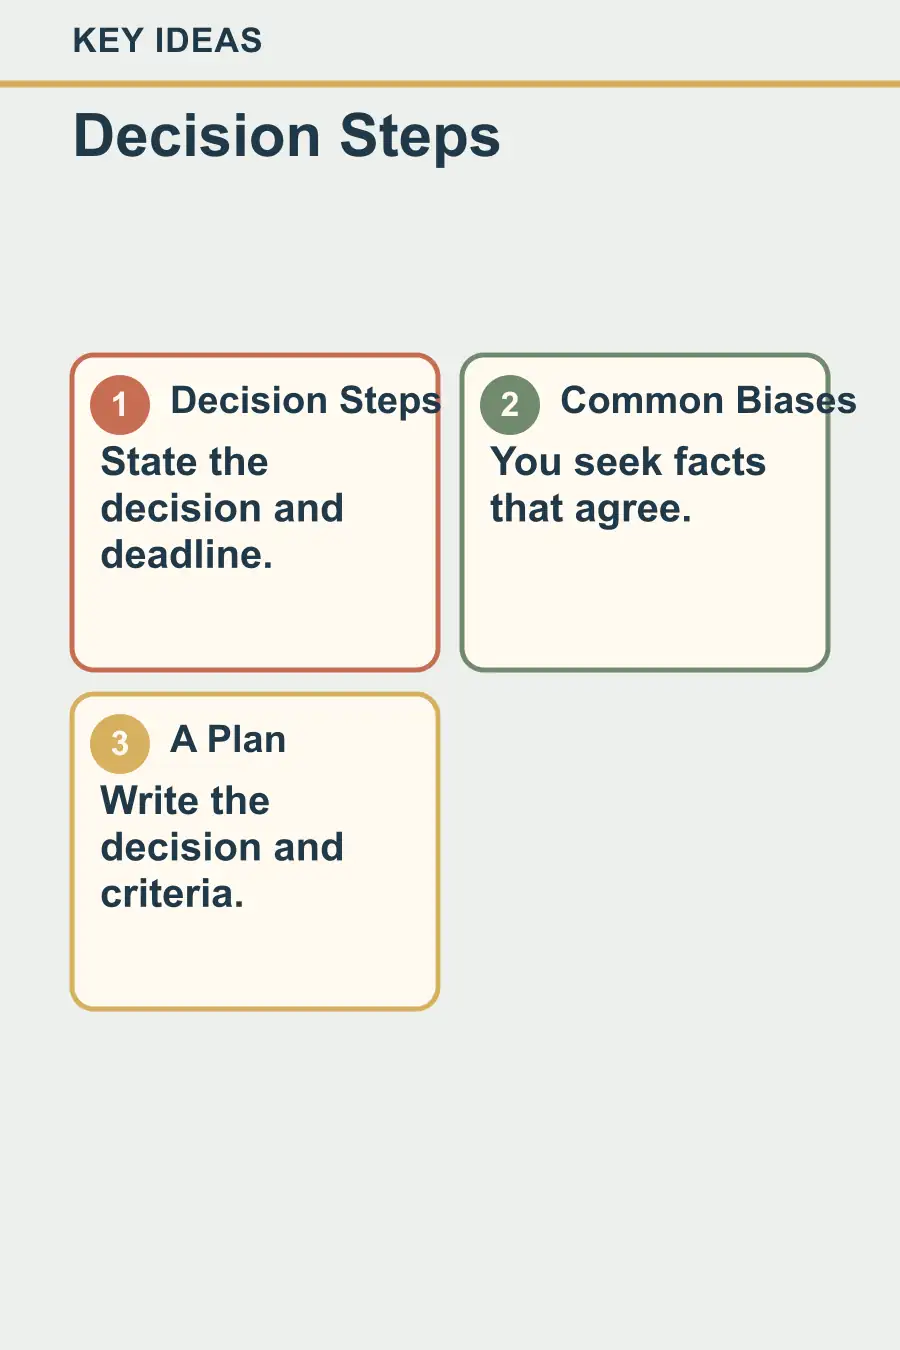 KEY IDEAS
Decision Steps
1 Decision Steps
State the
decision and
deadline.
2 Common Biases
You seek facts
that agree.
3 A Plan
Write the
decision and
criteria.